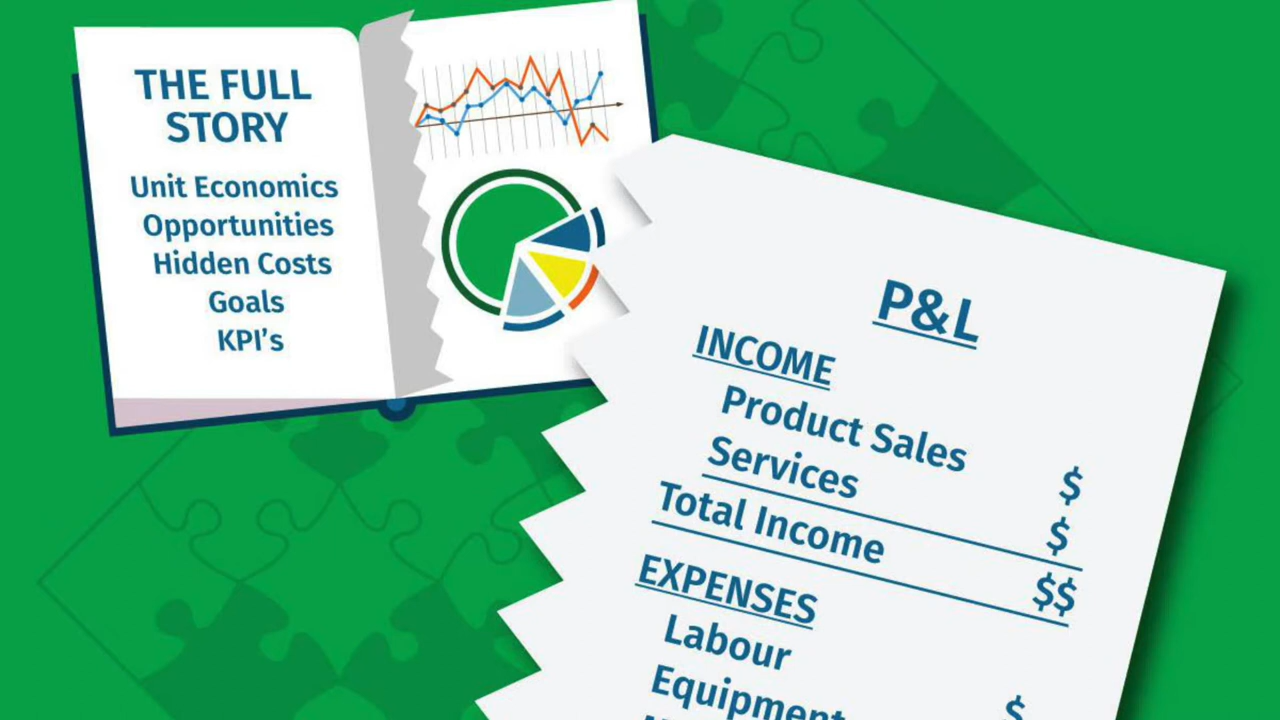 THE FULL
STORY
Unit Economics
Opportunities
Hidden Costs
Goals
KPI’s
P&L
INCOME
Product Sales $
Services $
Total Income $$
EXPENSES
Labour $
Equipment